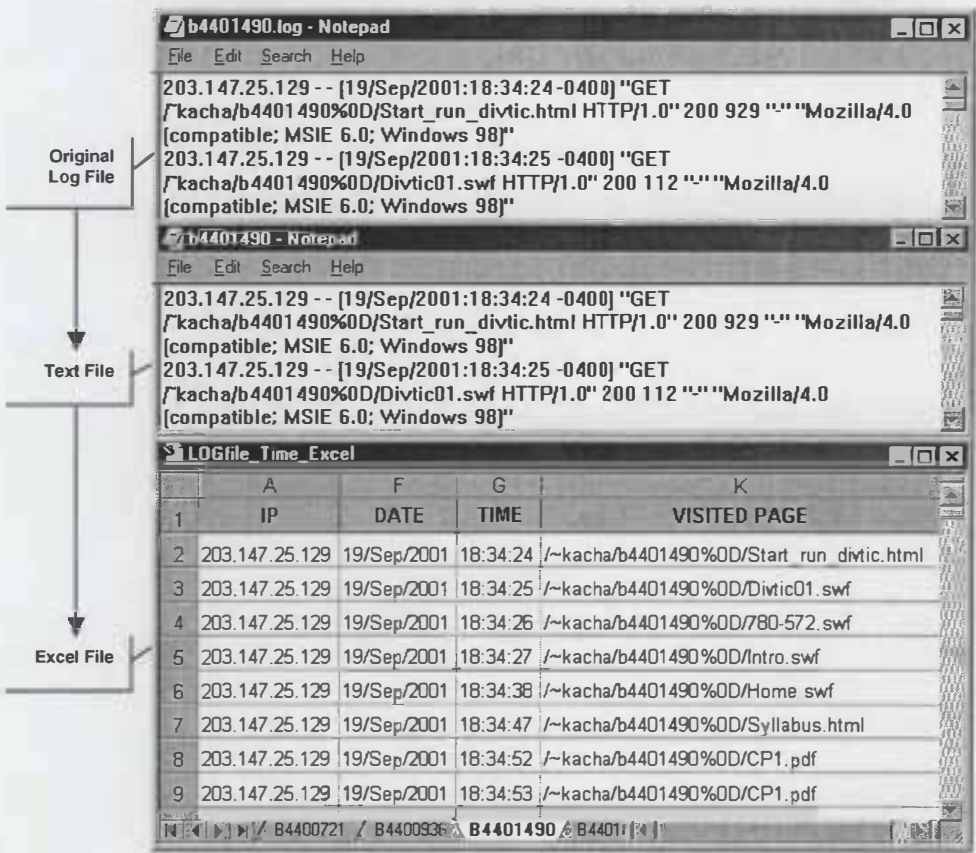 b4401490.log - Notepad
File Edit Search Help
203.147.25.129 -- [19/Sep/2001:18:34:24 -0400] "GET
/~kacha/b4401490%0D/Start_run_divtic.html HTTP/1.0" 200 929 "-" "Mozilla/4.0
(compatible; MSIE 6.0; Windows 98)"
203.147.25.129 -- [19/Sep/2001:18:34:25 -0400] "GET
/~kacha/b4401490%0D/Divtic01.swf HTTP/1.0" 200 112 "-" "Mozilla/4.0
(compatible; MSIE 6.0; Windows 98)"
Original
Log File
b4401490 - Notepad
File Edit Search Help
203.147.25.129 -- [19/Sep/2001:18:34:24 -0400] "GET
/~kacha/b4401490%0D/Start_run_divtic.html HTTP/1.0" 200 929 "-" "Mozilla/4.0
(compatible; MSIE 6.0; Windows 98)"
203.147.25.129 -- [19/Sep/2001:18:34:25 -0400] "GET
/~kacha/b4401490%0D/Divtic01.swf HTTP/1.0" 200 112 "-" "Mozilla/4.0
(compatible; MSIE 6.0; Windows 98)"
Text File
LOGfile_Time_Excel
A F G K
1 IP DATE TIME VISITED PAGE
2 203.147.25.129 19/Sep/2001 18:34:24 /~kacha/b4401490%0D/Start_run_divtic.html
3 203.147.25.129 19/Sep/2001 18:34:25 /~kacha/b4401490%0D/Divtic01.swf
4 203.147.25.129 19/Sep/2001 18:34:26 /~kacha/b4401490%0D/780-572.swf
5 203.147.25.129 19/Sep/2001 18:34:27 /~kacha/b4401490%0D/Intro.swf
6 203.147.25.129 19/Sep/2001 18:34:38 /~kacha/b4401490%0D/Home swf
7 203.147.25.129 19/Sep/2001 18:34:47 /~kacha/b4401490%0D/Syllabus.html
8 203.147.25.129 19/Sep/2001 18:34:52 /~kacha/b4401490%0D/CP1.pdf
9 203.147.25.129 19/Sep/2001 18:34:53 /~kacha/b4401490%0D/CP1.pdf
Excel File
B4400721 B4400936 B4401490